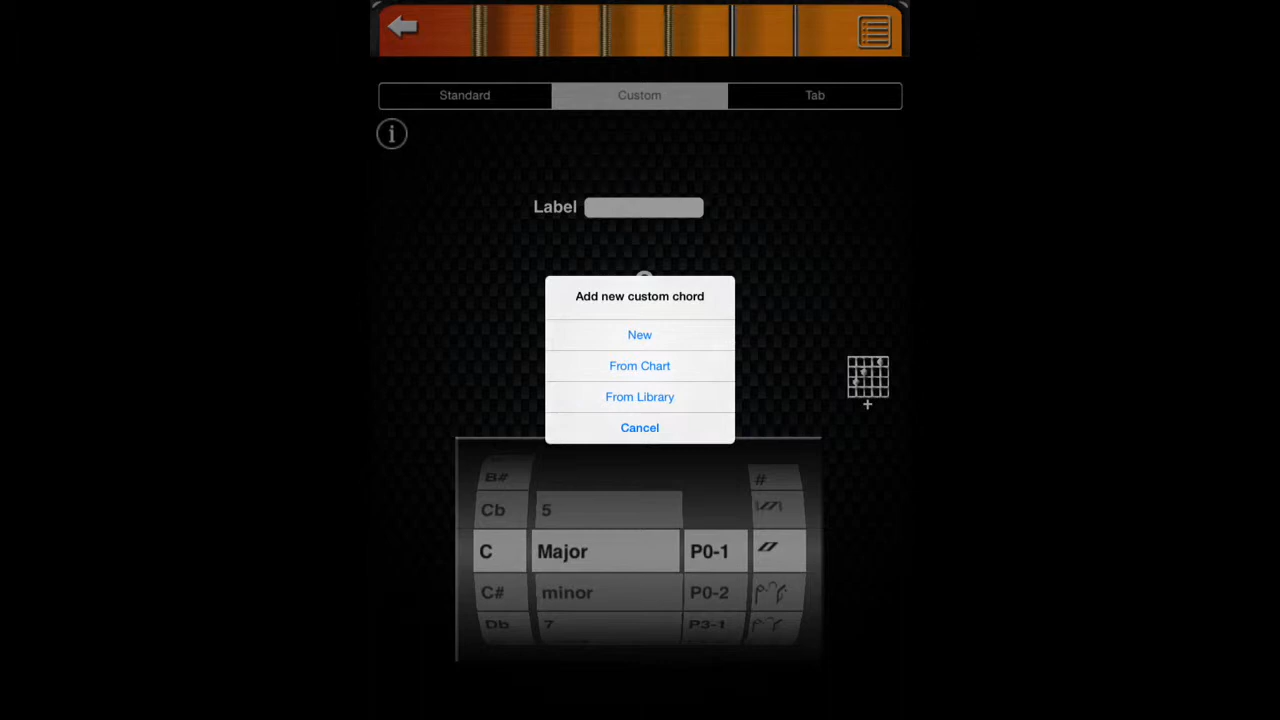 Standard Custom Tab
i
Label
Add new custom chord
New
From Chart
From Library
Cancel
+
B# #
Cb 5
C Major P0-1
C# minor P0-2
Db 7 P3-1